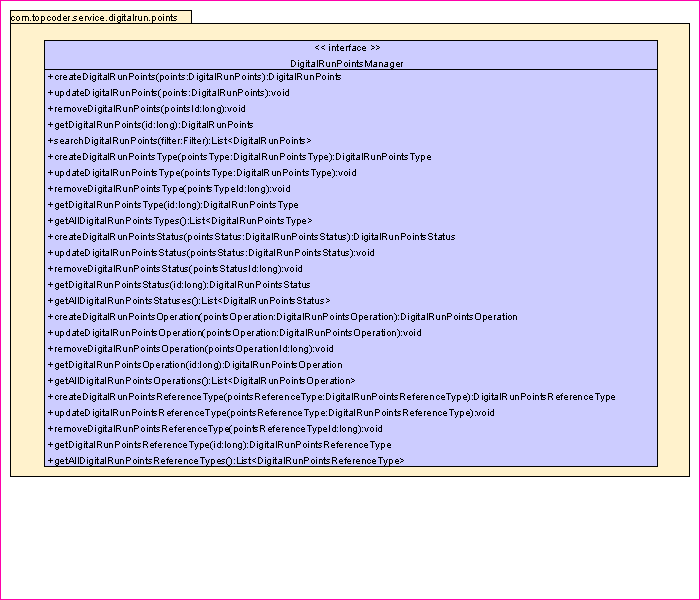 com.topcoder.service.digitalrun.points
<< interface >>
DigitalRunPointsManager
+createDigitalRunPoints(points:DigitalRunPoints):DigitalRunPoints
+updateDigitalRunPoints(points:DigitalRunPoints):void
+removeDigitalRunPoints(pointsId:long):void
+getDigitalRunPoints(id:long):DigitalRunPoints
+searchDigitalRunPoints(filter:Filter):List<DigitalRunPoints>
+createDigitalRunPointsType(pointsType:DigitalRunPointsType):DigitalRunPointsType
+updateDigitalRunPointsType(pointsType:DigitalRunPointsType):void
+removeDigitalRunPointsType(pointsTypeId:long):void
+getDigitalRunPointsType(id:long):DigitalRunPointsType
+getAllDigitalRunPointsTypes():List<DigitalRunPointsType>
+createDigitalRunPointsStatus(pointsStatus:DigitalRunPointsStatus):DigitalRunPointsStatus
+updateDigitalRunPointsStatus(pointsStatus:DigitalRunPointsStatus):void
+removeDigitalRunPointsStatus(pointsStatusId:long):void
+getDigitalRunPointsStatus(id:long):DigitalRunPointsStatus
+getAllDigitalRunPointsStatuses():List<DigitalRunPointsStatus>
+createDigitalRunPointsOperation(pointsOperation:DigitalRunPointsOperation):DigitalRunPointsOperation
+updateDigitalRunPointsOperation(pointsOperation:DigitalRunPointsOperation):void
+removeDigitalRunPointsOperation(pointsOperationId:long):void
+getDigitalRunPointsOperation(id:long):DigitalRunPointsOperation
+getAllDigitalRunPointsOperations():List<DigitalRunPointsOperation>
+createDigitalRunPointsReferenceType(pointsReferenceType:DigitalRunPointsReferenceType):DigitalRunPointsReferenceType
+updateDigitalRunPointsReferenceType(pointsReferenceType:DigitalRunPointsReferenceType):void
+removeDigitalRunPointsReferenceType(pointsReferenceTypeId:long):void
+getDigitalRunPointsReferenceType(id:long):DigitalRunPointsReferenceType
+getAllDigitalRunPointsReferenceTypes():List<DigitalRunPointsReferenceType>